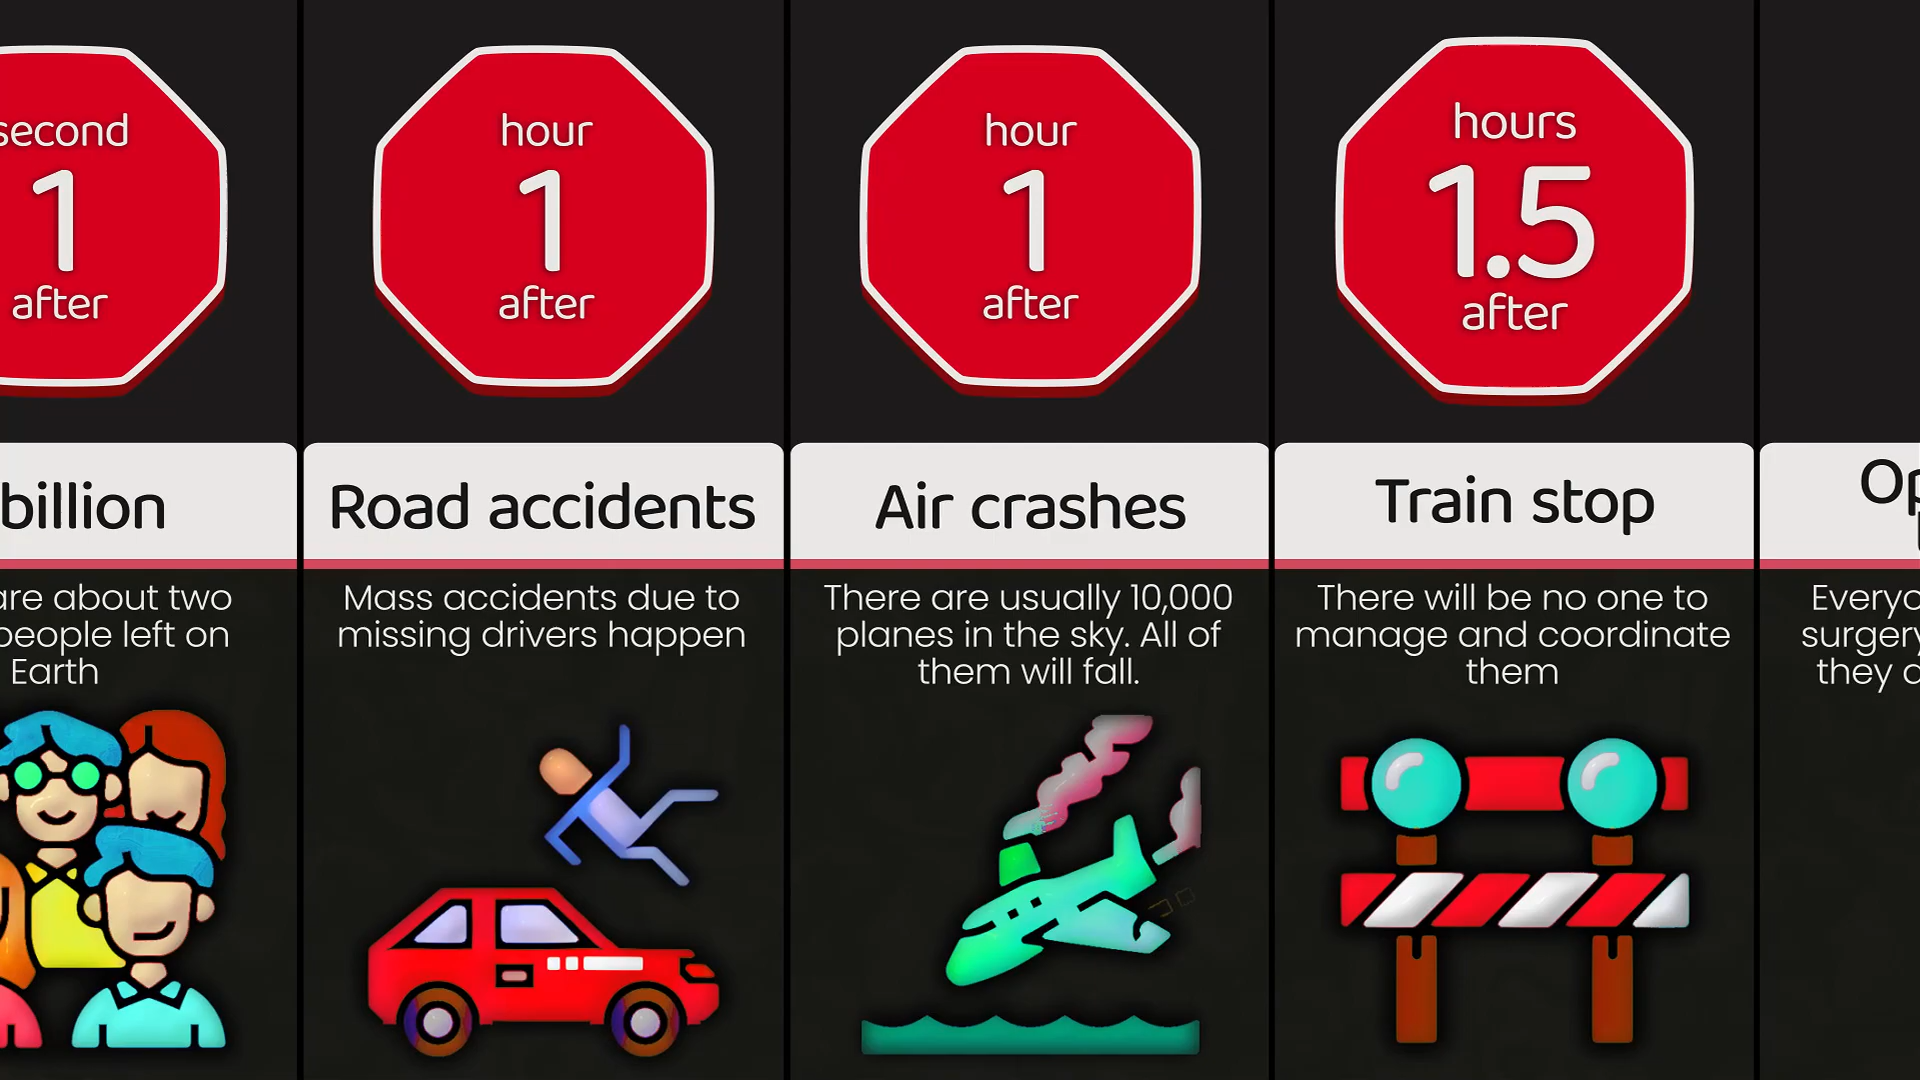 second
1
after
billion
are about two
people left on
Earth
hour
1
after
Road accidents
Mass accidents due to
missing drivers happen
hour
1
after
Air crashes
There are usually 10,000
planes in the sky. All of
them will fall.
hours
1.5
after
Train stop
There will be no one to
manage and coordinate
them
surgery
they